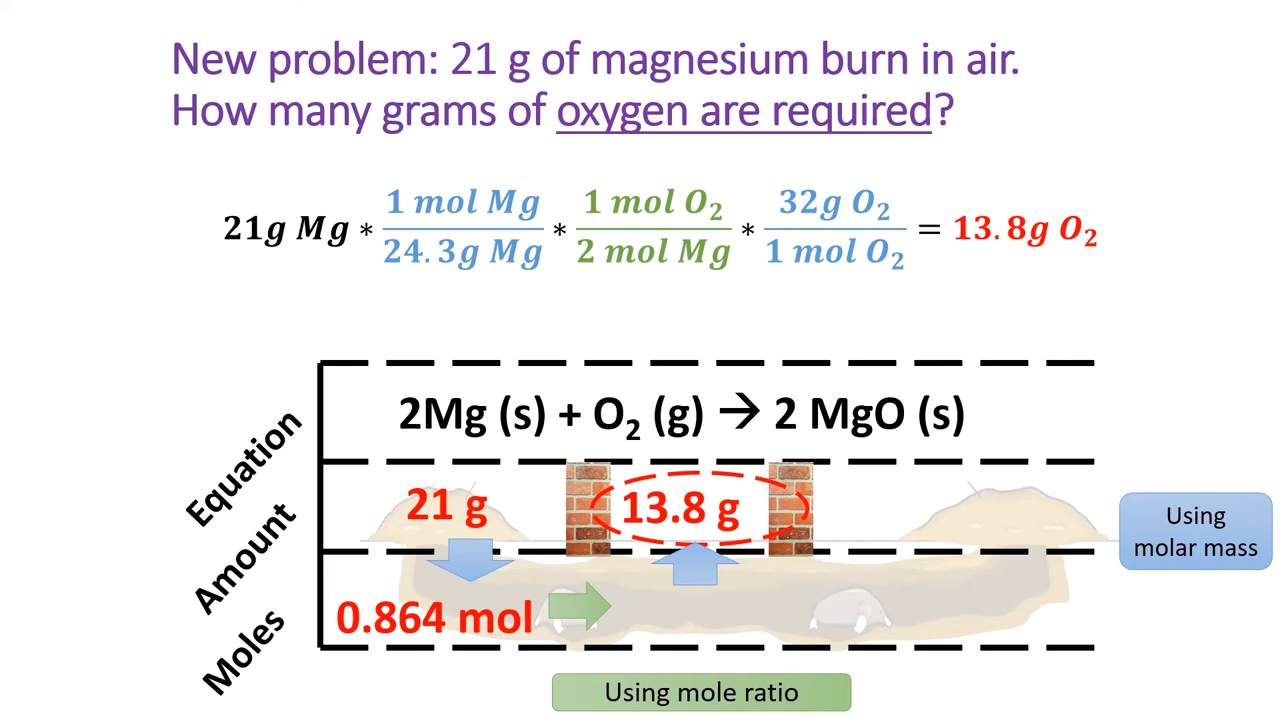 New problem: 21 g of magnesium burn in air.
How many grams of oxygen are required?
21g Mg * 1 mol Mg / 24.3g Mg * 1 mol O₂ / 2 mol Mg * 32g O₂ / 1 mol O₂ = 13.8g O₂
Equation
2Mg (s) + O₂ (g) → 2 MgO (s)
Amount
21 g
13.8 g
Using
molar mass
Moles
0.864 mol
Using mole ratio